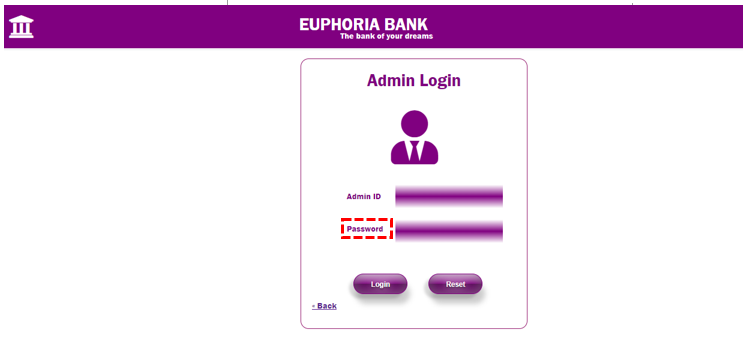 EUPHORIA BANK
The bank of your dreams
Admin Login
Admin ID
Password
Login
Reset
- Back